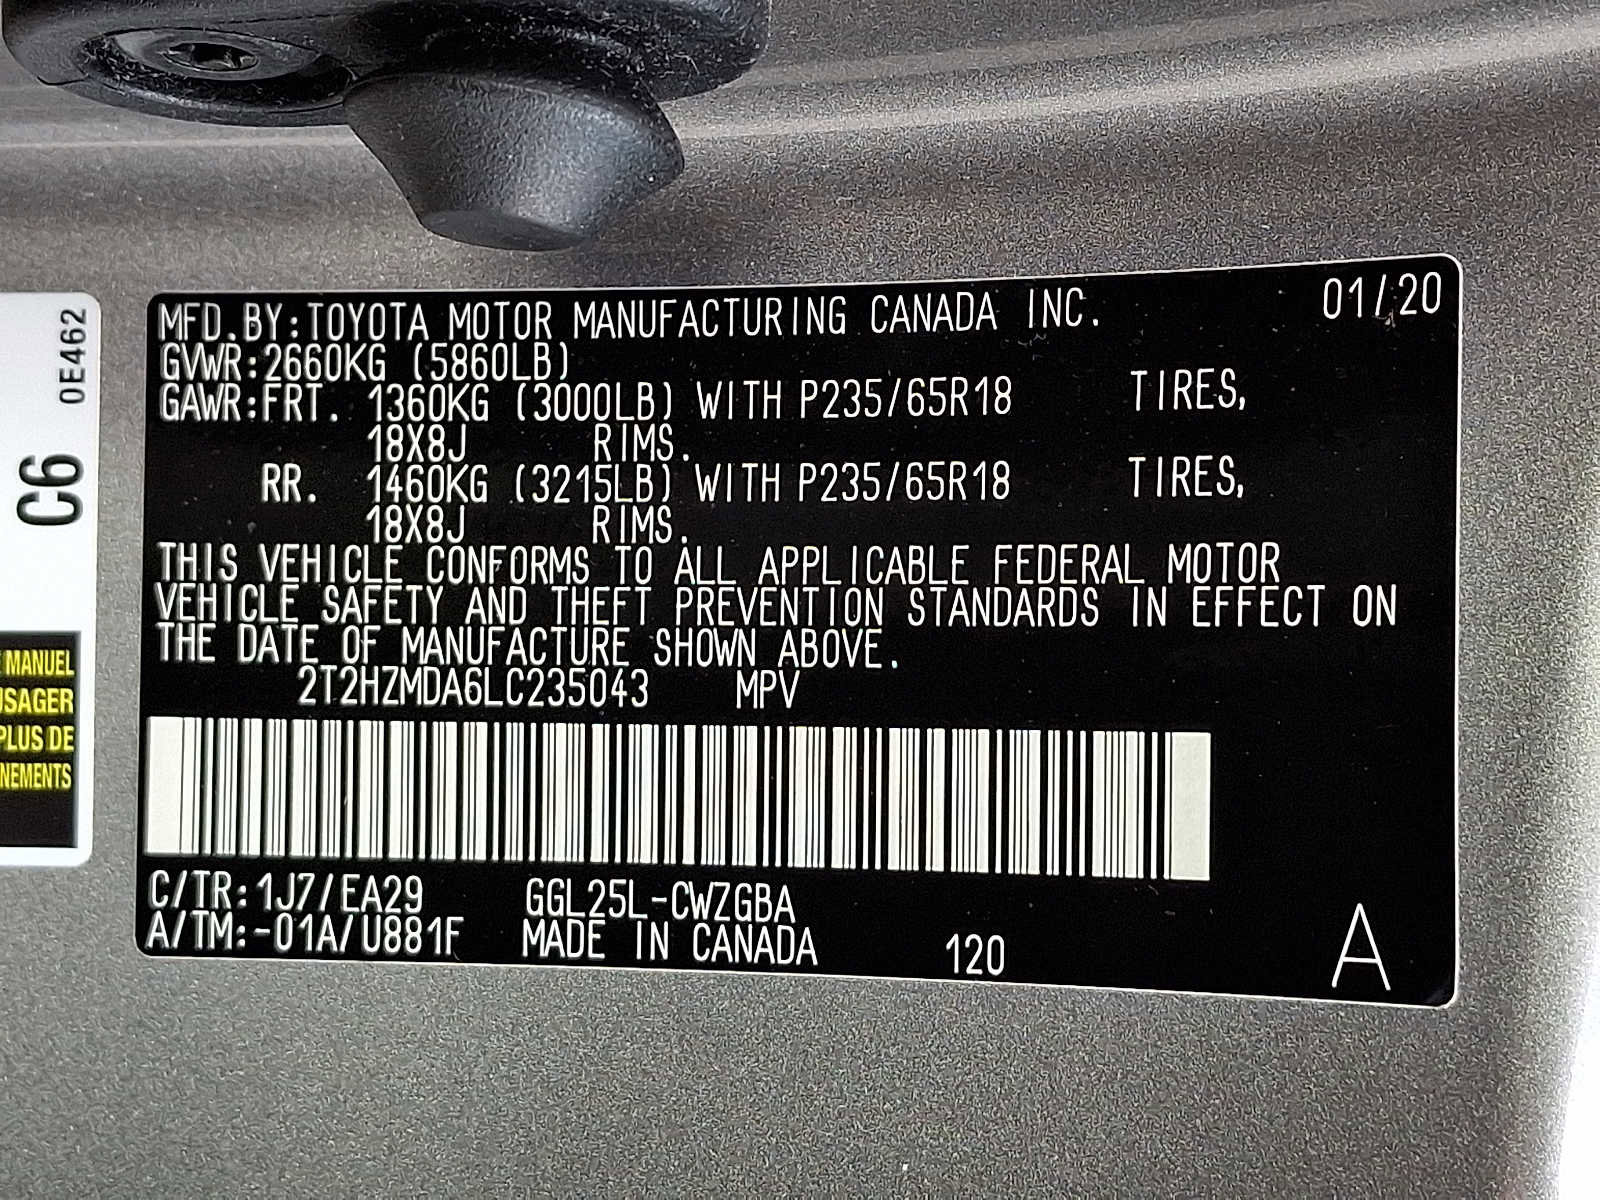 MFD.BY:TOYOTA MOTOR MANUFACTURING CANADA INC. 01/20
GVWR:2660KG (5860LB)
GAWR:FRT. 1360KG (3000LB) WITH P235/65R18 TIRES,
18X8J RIMS.
RR. 1460KG (3215LB) WITH P235/65R18 TIRES,
18X8J RIMS.
THIS VEHICLE CONFORMS TO ALL APPLICABLE FEDERAL MOTOR
VEHICLE SAFETY AND THEFT PREVENTION STANDARDS IN EFFECT ON
THE DATE OF MANUFACTURE SHOWN ABOVE.
2T2HZMDA6LC235043 MPV
C/TR:1J7/EA29 GGL25L-CWZGBA
A/TM:-01A/U881F MADE IN CANADA 120 A
0E462
C6
MANUEL
PLUS DE